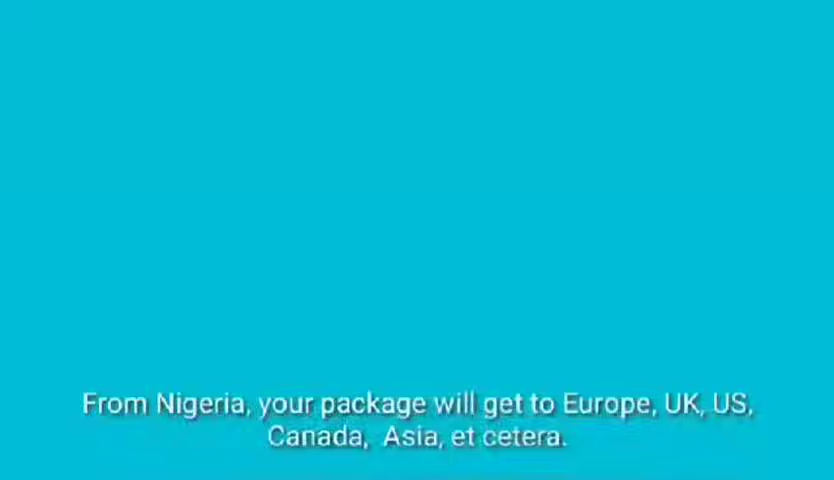 From Nigeria, your package will get to Europe, UK, US,
Canada,  Asia, et cetera.